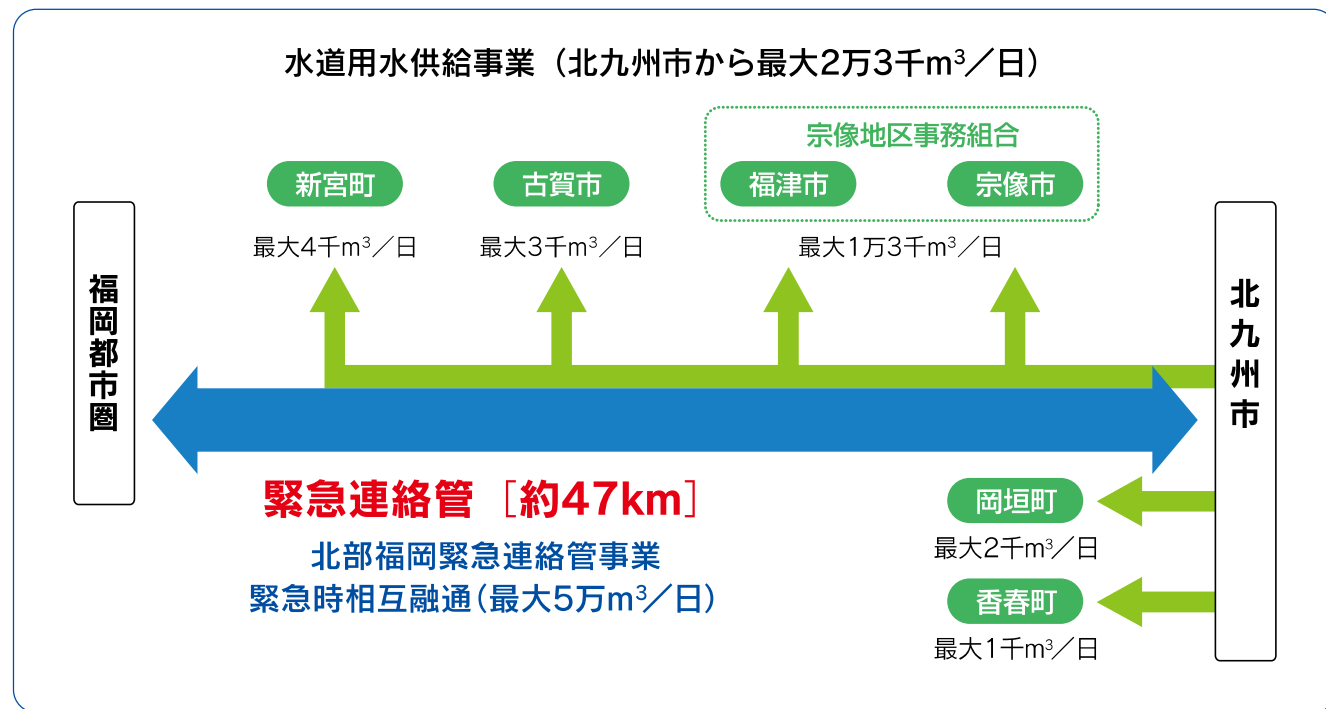 水道用水供給事業（北九州市から最大2万3千m³／日）
宗像地区事務組合
新宮町
古賀市
福津市
宗像市
最大4千m³／日
最大3千m³／日
最大1万3千m³／日
福岡都市圏
北九州市
緊急連絡管［約47km］
北部福岡緊急連絡管事業
緊急時相互融通（最大5万m³／日）
岡垣町
最大2千m³／日
香春町
最大1千m³／日